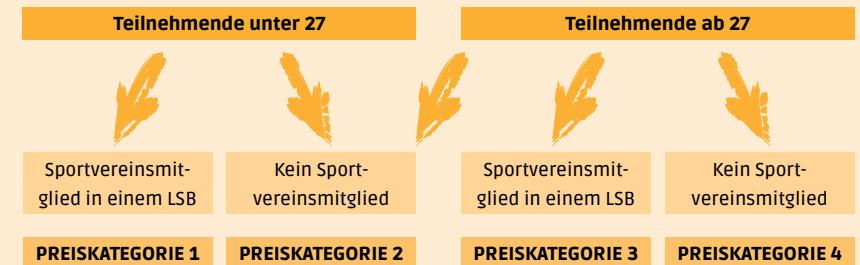 Teilnehmende unter 27
Teilnehmende ab 27
Sportvereinsmit-
glied in einem LSB
Kein Sport-
vereinsmitglied
Sportvereinsmit-
glied in einem LSB
Kein Sport-
vereinsmitglied
PREISKATEGORIE 1
PREISKATEGORIE 2
PREISKATEGORIE 3
PREISKATEGORIE 4